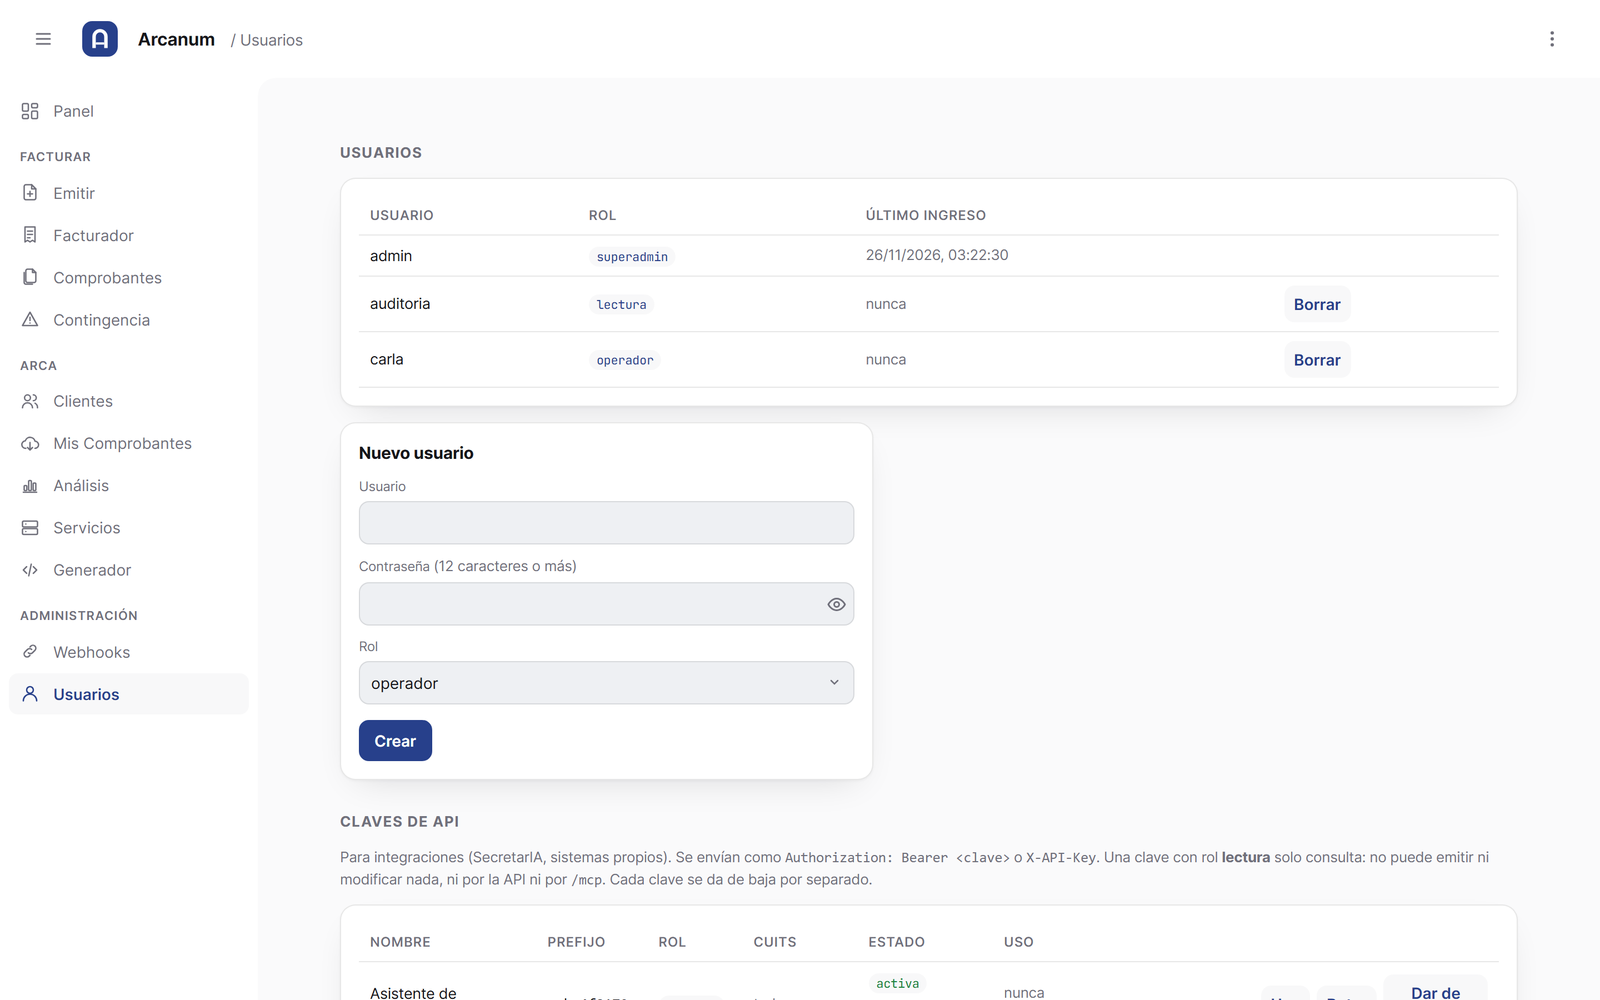 Arcanum / Usuarios
Panel
FACTURAR
Emitir
Facturador
Comprobantes
Contingencia
ARCA
Clientes
Mis Comprobantes
Análisis
Servicios
Generador
ADMINISTRACIÓN
Webhooks
Usuarios
USUARIOS
USUARIO ROL ÚLTIMO INGRESO
admin superadmin 26/11/2026, 03:22:30
auditoria lectura nunca Borrar
carla operador nunca Borrar
Nuevo usuario
Usuario
Contraseña (12 caracteres o más)
Rol
operador
Crear
CLAVES DE API
Para integraciones (SecretarIA, sistemas propios). Se envían como Authorization: Bearer <clave> o X-API-Key. Una clave con rol lectura solo consulta: no puede emitir ni
modificar nada, ni por la API ni por /mcp. Cada clave se da de baja por separado.
NOMBRE PREFIJO ROL CUITS ESTADO USO
activa
Asistente de nunca Dar de